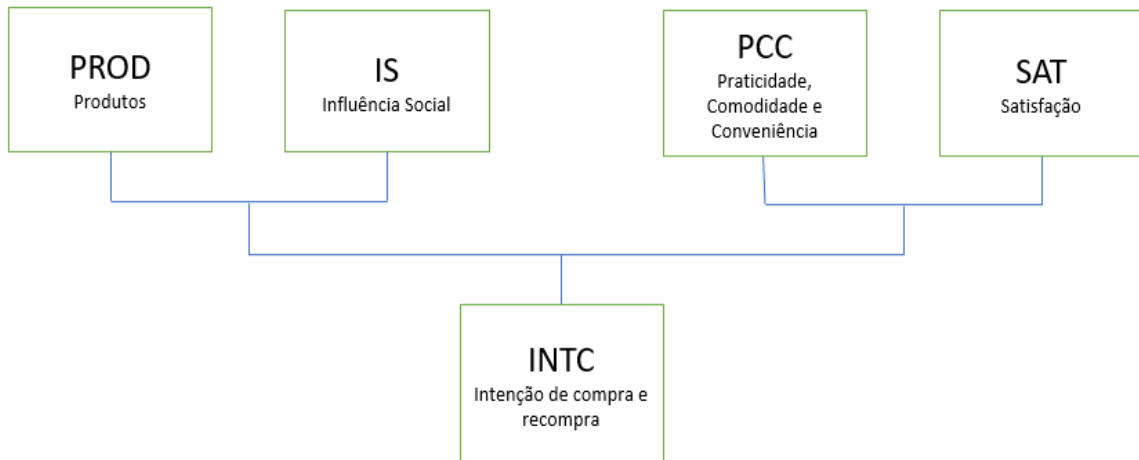 PROD
Produtos
IS
Influência Social
PCC
Praticidade,
Comodidade e
Conveniência
SAT
Satisfação
INTC
Intenção de compra e
recompra